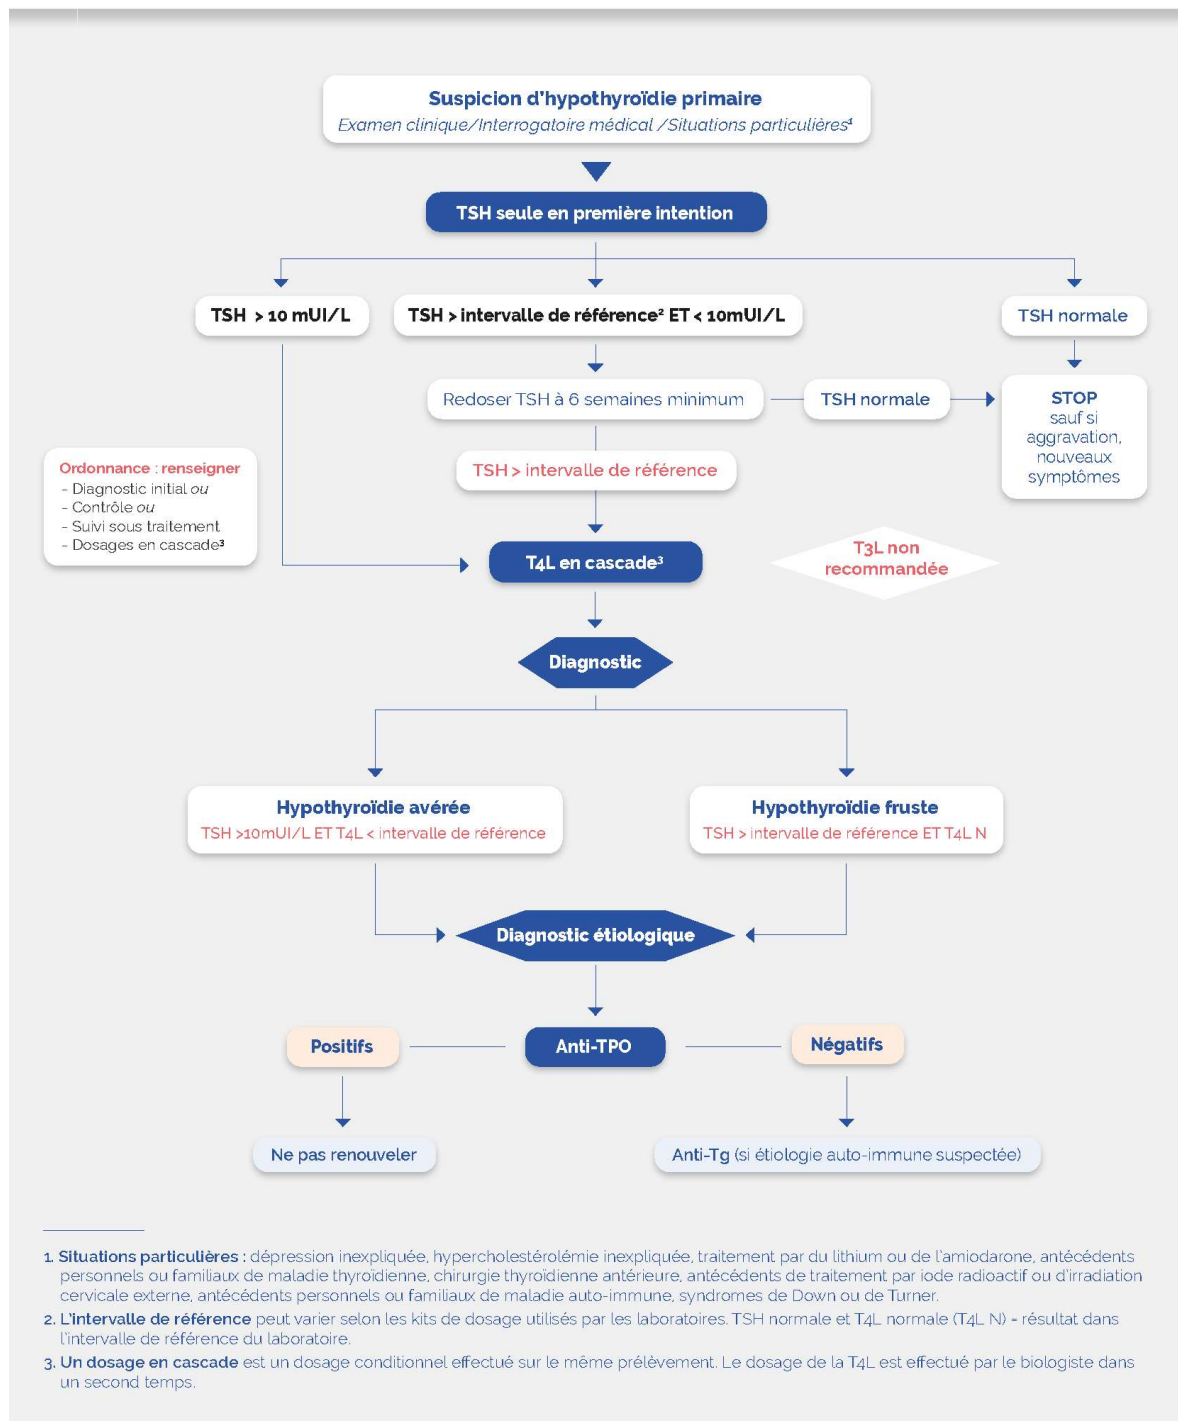 Suspicion d'hypothyroïdie primaire
Examen clinique/Interrogatoire médical /Situations particulières¹
TSH seule en première intention
TSH > 10 mUI/L
TSH > intervalle de référence² ET < 10mUI/L
TSH normale
Redoser TSH à 6 semaines minimum
TSH normale
STOP
sauf si
aggravation,
nouveaux
symptômes
TSH > intervalle de référence
Ordonnance : renseigner
- Diagnostic initial ou
- Contrôle ou
- Suivi sous traitement
- Dosages en cascade³
T4L en cascade³
T3L non
recommandée
Diagnostic
Hypothyroïdie avérée
TSH >10mUI/L ET T4L < intervalle de référence
Hypothyroïdie fruste
TSH > intervalle de référence ET T4L N
Diagnostic étiologique
Positifs
Anti-TPO
Négatifs
Ne pas renouveler
Anti-Tg (si étiologie auto-immune suspectée)
1. Situations particulières : dépression inexpliquée, hypercholestérolémie inexpliquée, traitement par du lithium ou de l'amiodarone, antécédents
personnels ou familiaux de maladie thyroïdienne, chirurgie thyroïdienne antérieure, antécédents de traitement par iode radioactif ou d'irradiation
cervicale externe, antécédents personnels ou familiaux de maladie auto-immune, syndromes de Down ou de Turner.
2. L'intervalle de référence peut varier selon les kits de dosage utilisés par les laboratoires. TSH normale et T4L normale (T4L N) = résultat dans
l'intervalle de référence du laboratoire.
3. Un dosage en cascade est un dosage conditionnel effectué sur le même prélèvement. Le dosage de la T4L est effectué par le biologiste dans
un second temps.